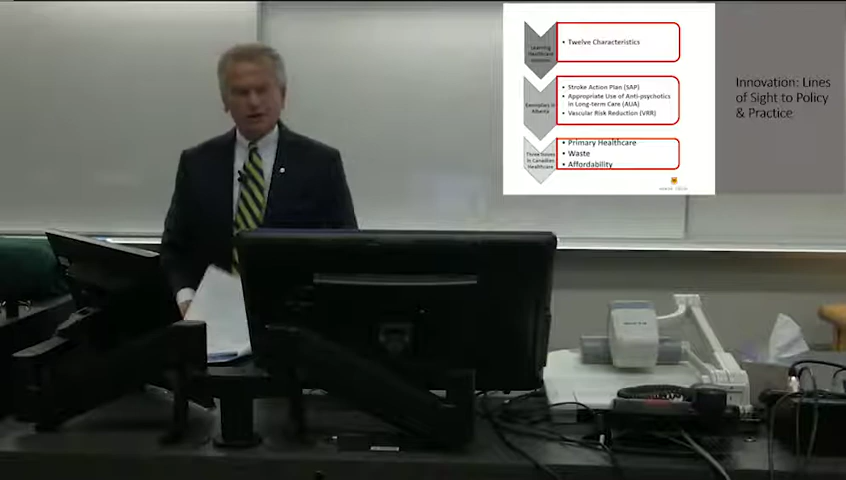 Learning
Healthcare
• Twelve Characteristics
Exemplars in
Alberta
• Stroke Action Plan (SAP)
• Appropriate Use of Anti-psychotics
in Long-term Care (AUA)
• Vascular Risk Reduction (VRR)
Three Issues
in Canadian
Healthcare
• Primary Healthcare
• Waste
• Affordability
Innovation: Lines
of Sight to Policy
& Practice